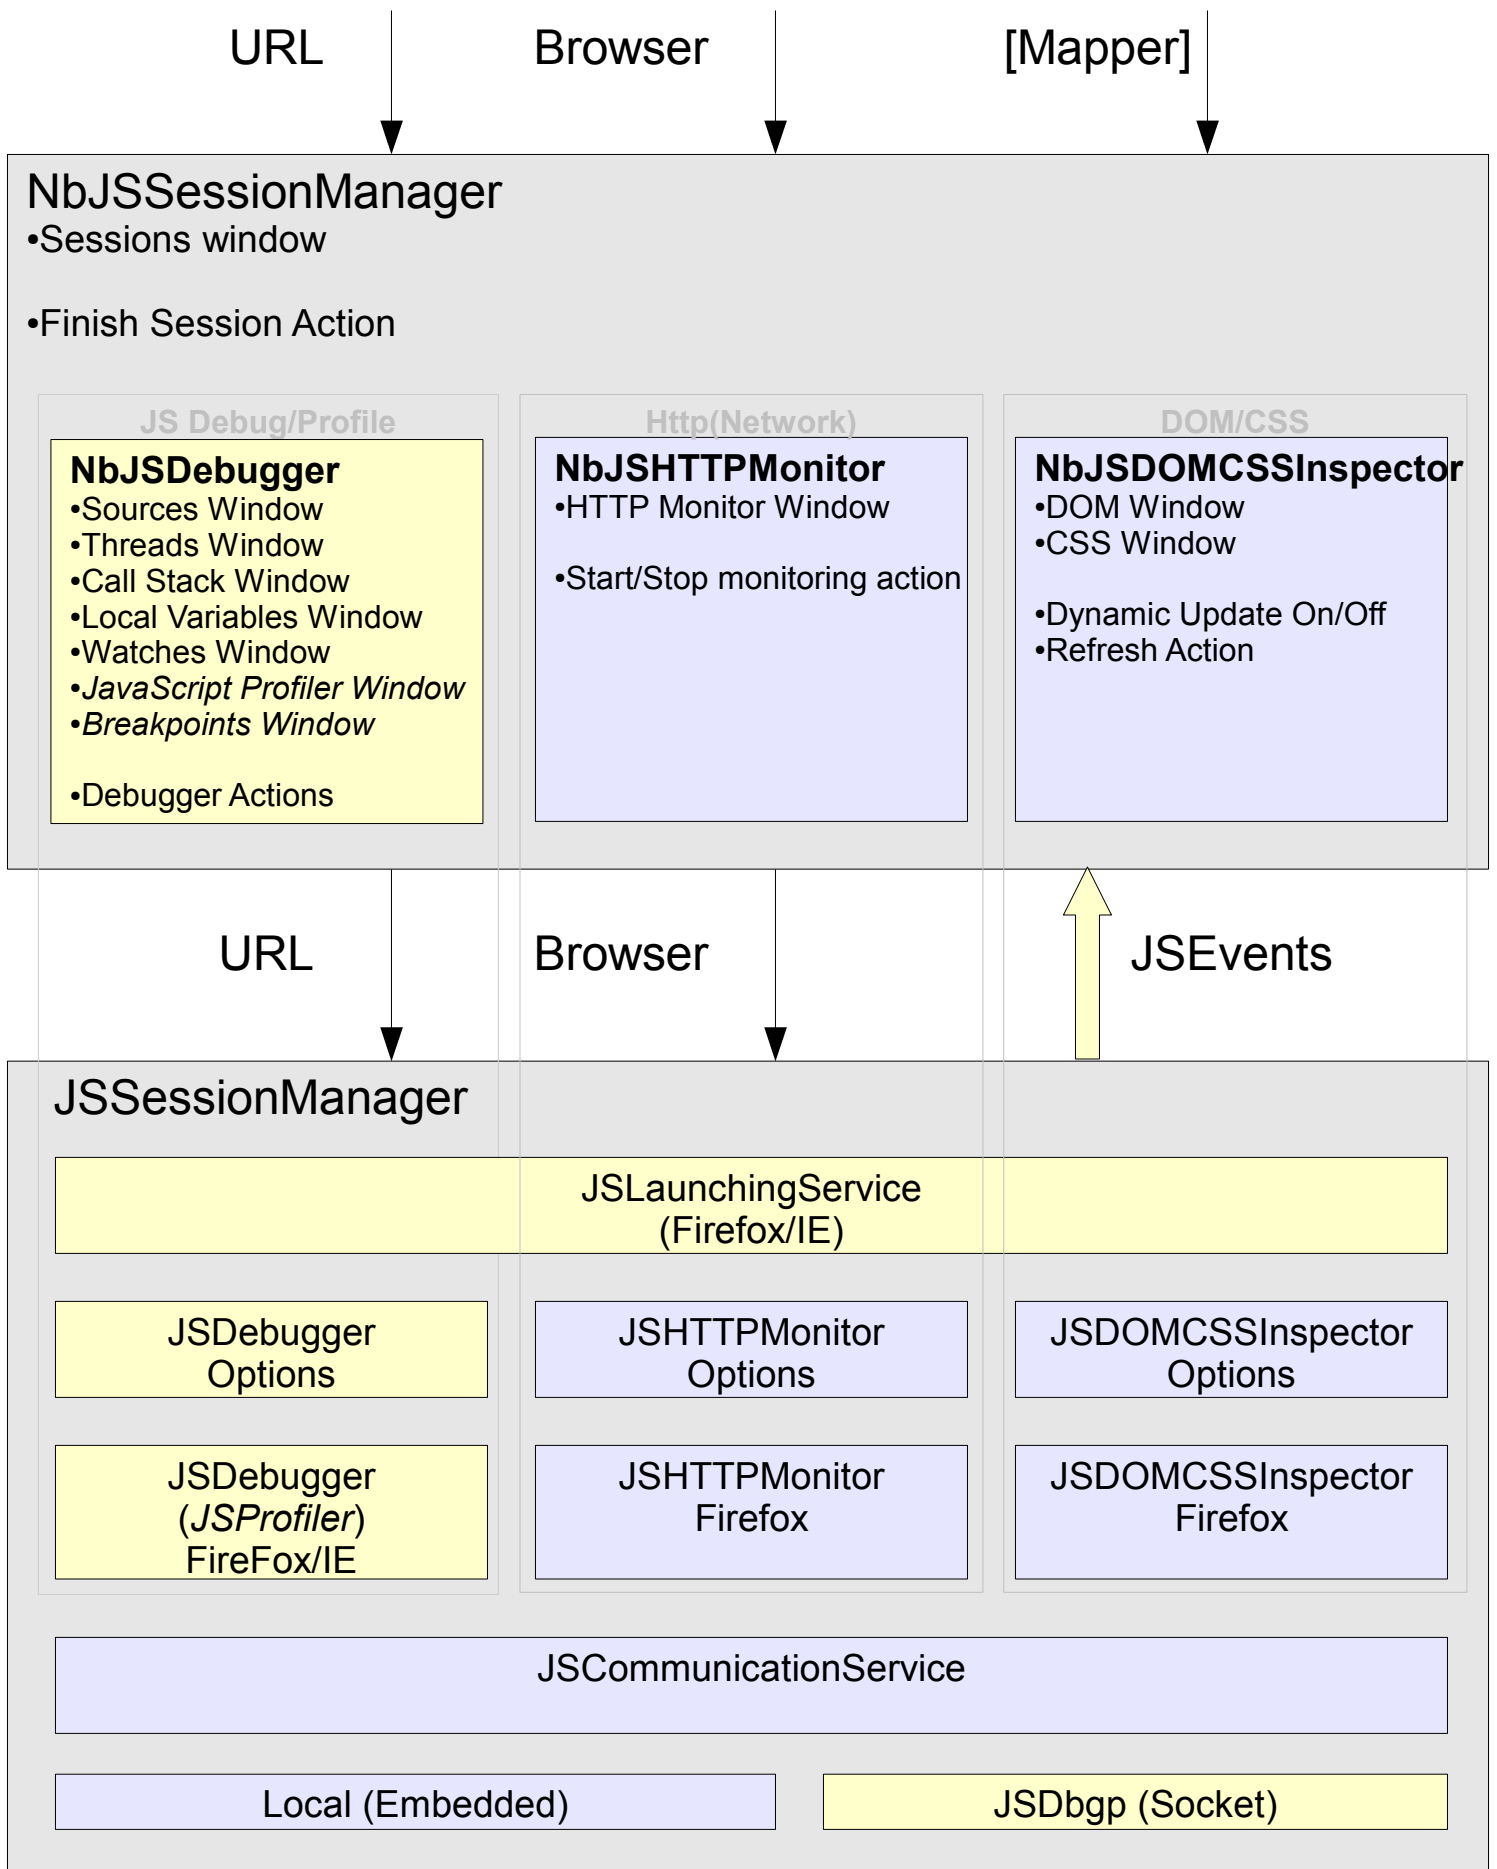 URL
Browser
[Mapper]
NbJSSessionManager
•Sessions window
•Finish Session Action
JS Debug/Profile
NbJSDebugger
•Sources Window
•Threads Window
•Call Stack Window
•Local Variables Window
•Watches Window
•JavaScript Profiler Window
•Breakpoints Window
•Debugger Actions
Http(Network)
NbJSHTTPMonitor
•HTTP Monitor Window
•Start/Stop monitoring action
DOM/CSS
NbJSDOMCSSInspector
•DOM Window
•CSS Window
•Dynamic Update On/Off
•Refresh Action
URL
Browser
JSEvents
JSSessionManager
JSLaunchingService
(Firefox/IE)
JSDebugger
Options
JSHTTPMonitor
Options
JSDOMCSSInspector
Options
JSDebugger
(JSProfiler)
FireFox/IE
JSHTTPMonitor
Firefox
JSDOMCSSInspector
Firefox
JSCommunicationService
Local (Embedded)
JSDbgp (Socket)